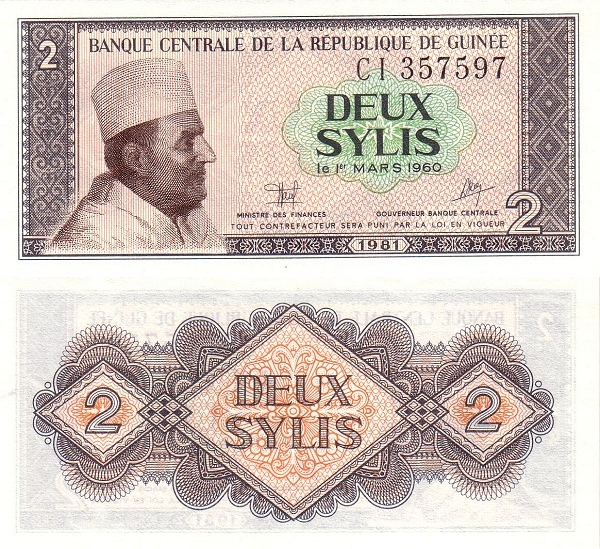 2
BANQUE CENTRALE DE LA RÉPUBLIQUE DE GUINÉE
CI 357597
DEUX
SYLIS
le 1er MARS 1960
MINISTRE DES FINANCES GOUVERNEUR BANQUE CENTRALE
2
TOUT CONTREFACTEUR SERA PUNI PAR LA LOI EN VIGUEUR
1981
2 DEUX SYLIS 2